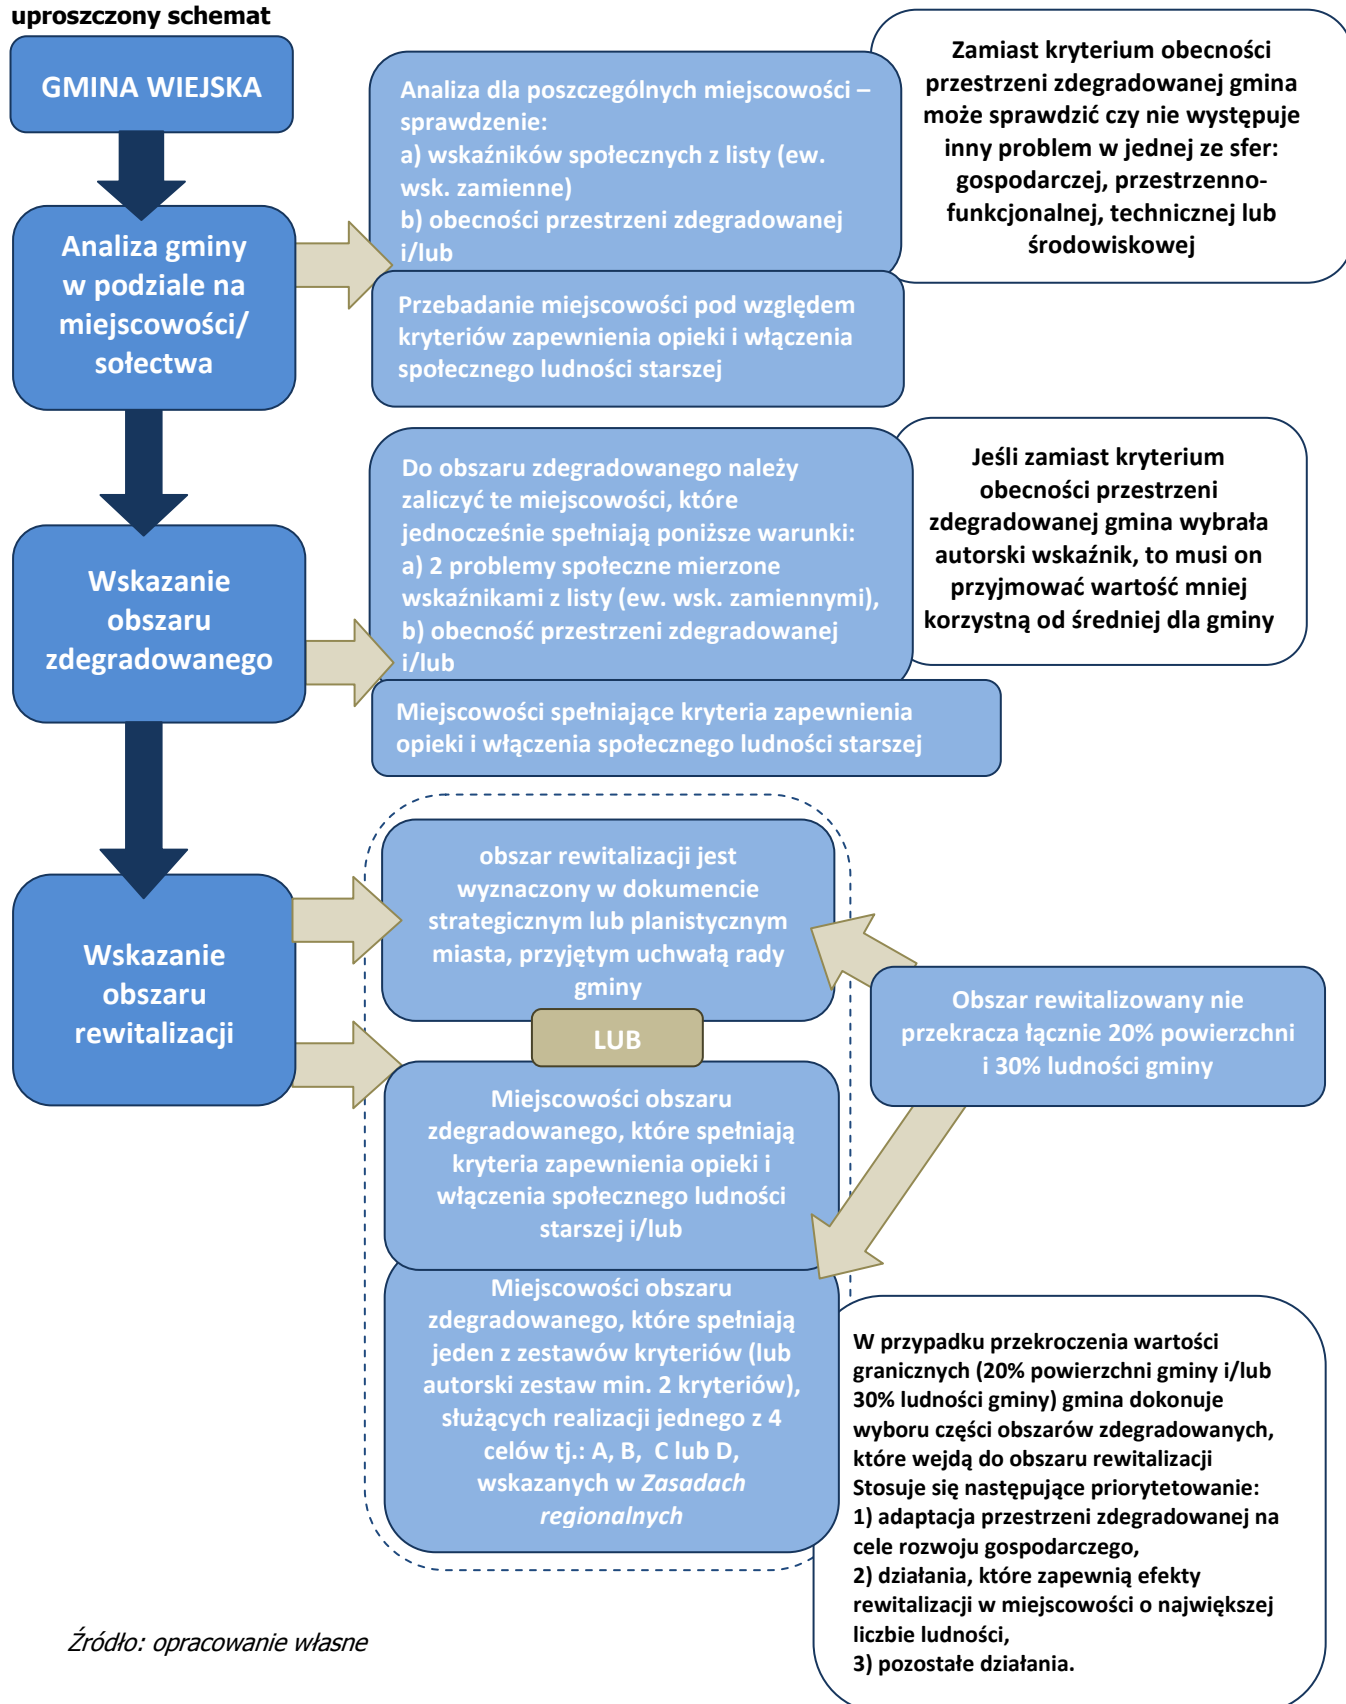 uproszczony schemat
GMINA WIEJSKA
Analiza dla poszczególnych miejscowości –
sprawdzenie:
a) wskaźników społecznych z listy (ew.
wsk. zamienne)
b) obecności przestrzeni zdegradowanej
i/lub
Zamiast kryterium obecności
przestrzeni zdegradowanej gmina
może sprawdzić czy nie występuje
inny problem w jednej ze sfer:
gospodarczej, przestrzenno-
funkcjonalnej, technicznej lub
środowiskowej
Analiza gminy
w podziale na
miejscowości/
sołectwa
Przebadanie miejscowości pod względem
kryteriów zapewnienia opieki i włączenia
społecznego ludności starszej
Do obszaru zdegradowanego należy
zaliczyć te miejscowości, które
jednocześnie spełniają poniższe warunki:
a) 2 problemy społeczne mierzone
wskaźnikami z listy (ew. wsk. zamiennymi),
b) obecność przestrzeni zdegradowanej
i/lub
Jeśli zamiast kryterium
obecności przestrzeni
zdegradowanej gmina wybrała
autorski wskaźnik, to musi on
przyjmować wartość mniej
korzystną od średniej dla gminy
Wskazanie
obszaru
zdegradowanego
Miejscowości spełniające kryteria zapewnienia
opieki i włączenia społecznego ludności starszej
obszar rewitalizacji jest
wyznaczony w dokumencie
strategicznym lub planistycznym
miasta, przyjętym uchwałą rady
gminy
Wskazanie
obszaru
rewitalizacji
LUB
Obszar rewitalizowany nie
przekracza łącznie 20% powierzchni
i 30% ludności gminy
Miejscowości obszaru
zdegradowanego, które spełniają
kryteria zapewnienia opieki i
włączenia społecznego ludności
starszej i/lub
Miejscowości obszaru
zdegradowanego, które spełniają
jeden z zestawów kryteriów (lub
autorski zestaw min. 2 kryteriów),
służących realizacji jednego z 4
celów tj.: A, B, C lub D,
wskazanych w Zasadach
regionalnych
W przypadku przekroczenia wartości
granicznych (20% powierzchni gminy i/lub
30% ludności gminy) gmina dokonuje
wyboru części obszarów zdegradowanych,
które wejdą do obszaru rewitalizacji
Stosuje się następujące priorytetowanie:
1) adaptacja przestrzeni zdegradowanej na
cele rozwoju gospodarczego,
2) działania, które zapewnią efekty
rewitalizacji w miejscowości o największej
liczbie ludności,
3) pozostałe działania.
Źródło: opracowanie własne